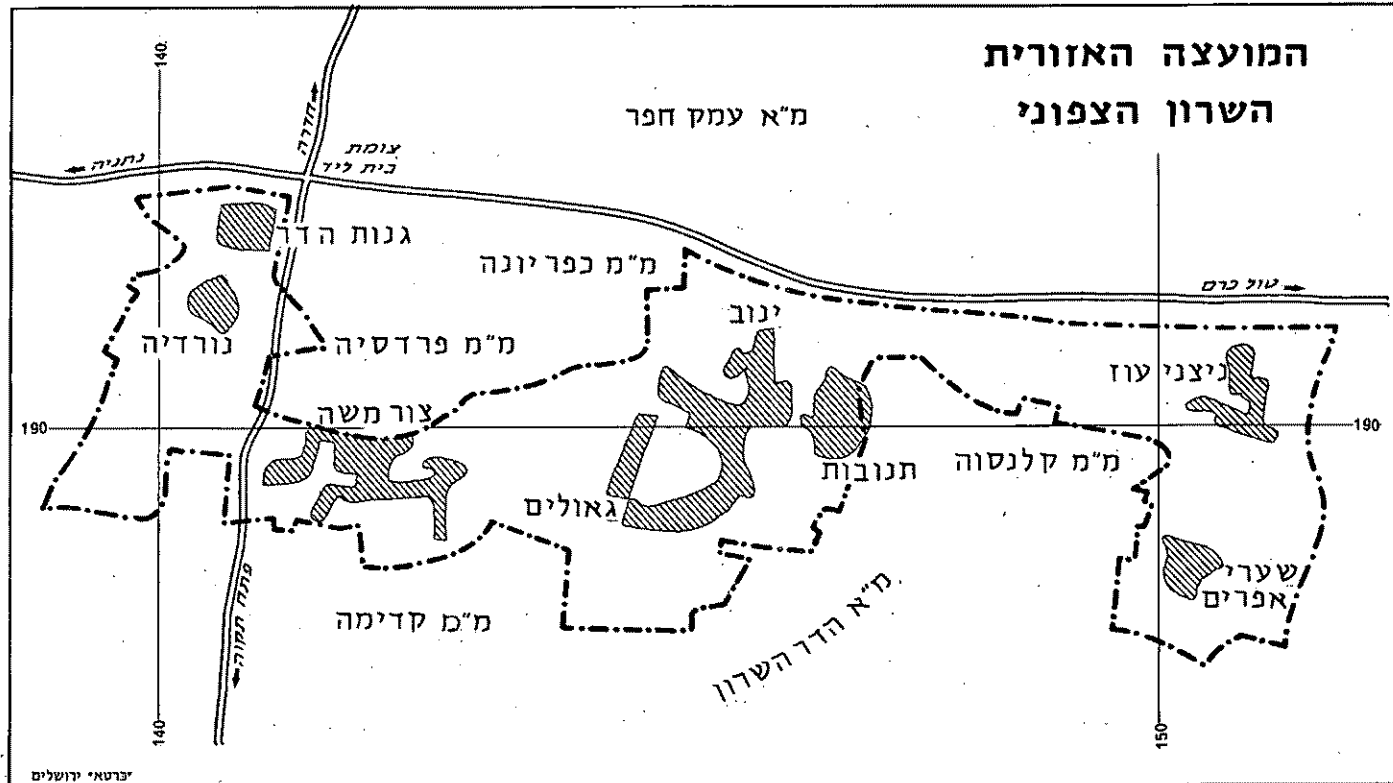 המועצה האזורית
השרון הצפוני
מ״א עמק חפר
140
חדרה
נתניה
צומת
בית ליד
גנות הדר
מ״מ כפר יונה
טול כרם
ינוב
נורדיה
מ״מ פרדסיה
ניצני עוז
צור משה
190
190
מ״מ קלנסוה
תנובות
גאולים
שערי
אפרים
מ״א הדר השרון
מ״מ קדימה
פתח תקוה
140
150
״כרטא״ ירושלים